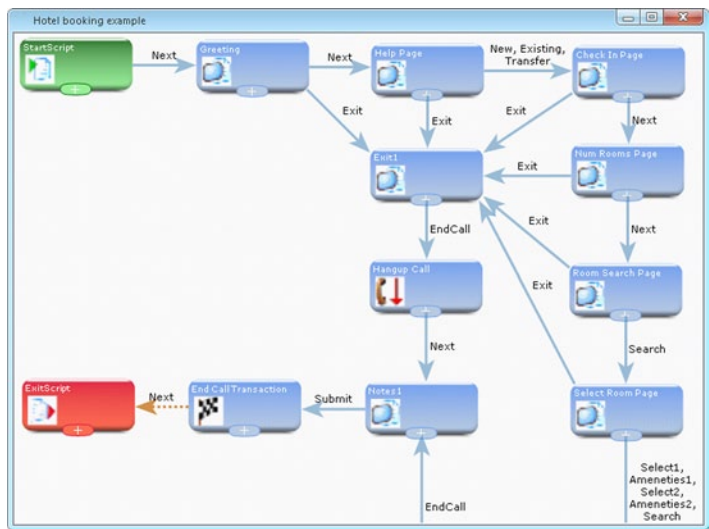 Hotel booking example
StartScript
Next
Greeting
Next
Help Page
New, Existing,
Transfer
Check In Page
Exit
Exit
Exit
Next
Exit1
Exit
Num Rooms Page
EndCall
Exit
Next
Hangup Call
Exit
Room Search Page
Next
Search
ExitScript
Next
End CallTransaction
Submit
Notes1
Select Room Page
EndCall
Select1,
Ameneties1,
Select2,
Ameneties2,
Search